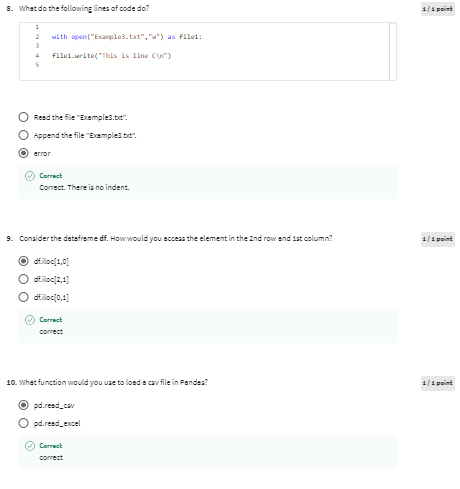 8. What do the following lines of code do?
1 / 1 point
1
2 with open("Example3.txt","w") as file1:
3
4 file1.write("This is line C\n")
5
Read the file "Example3.txt".
Append the file "Example3.txt".
error
Correct
Correct. There is no indent.
9. Consider the dataframe df. How would you access the element in the 2nd row and 1st column?
1 / 1 point
df.iloc[1,0]
df.iloc[2,1]
df.iloc[0,1]
Correct
correct
10. What function would you use to load a csv file in Pandas?
1 / 1 point
pd.read_csv
pd.read_excel
Correct
correct